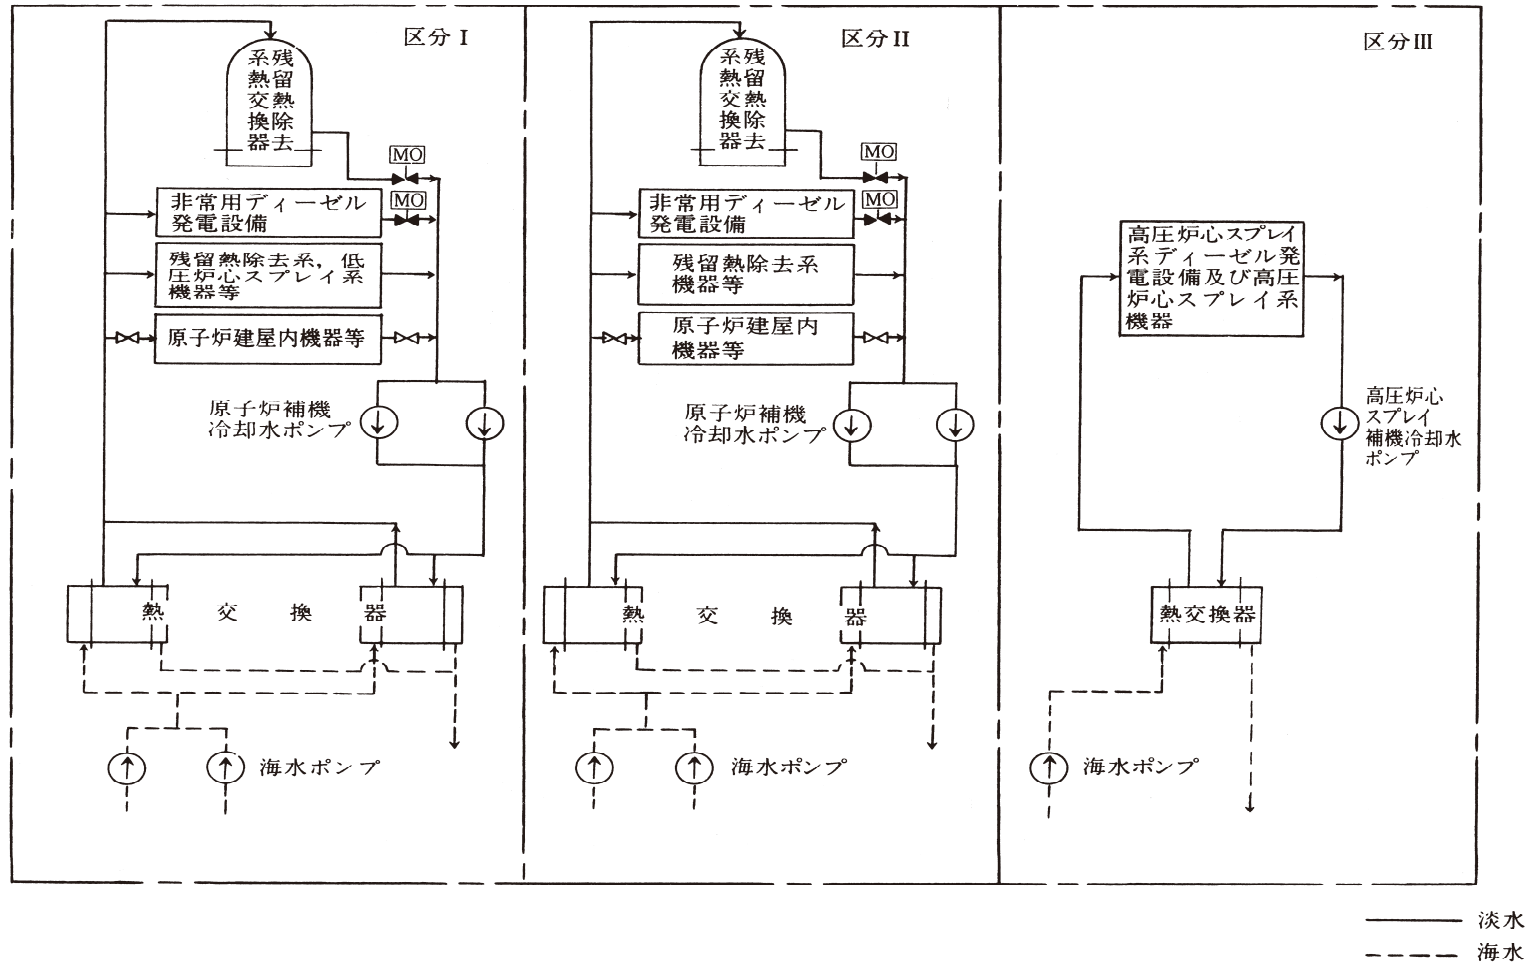 区分 I
残留熱除去
系熱交換器
MO
非常用ディーゼル
発電設備
MO
残留熱除去系，低
圧炉心スプレイ系
機器等
原子炉建屋内機器等
原子炉補機
冷却水ポンプ
熱交換器
海水ポンプ
区分 II
残留熱除去
系熱交換器
MO
非常用ディーゼル
発電設備
MO
残留熱除去系
機器等
原子炉建屋内
機器等
原子炉補機
冷却水ポンプ
熱交換器
海水ポンプ
区分 III
高圧炉心スプレイ
系ディーゼル発
電設備及び高圧
炉心スプレイ系
機器
高圧炉心
スプレイ
補機冷却水
ポンプ
熱交換器
海水ポンプ
淡水
海水